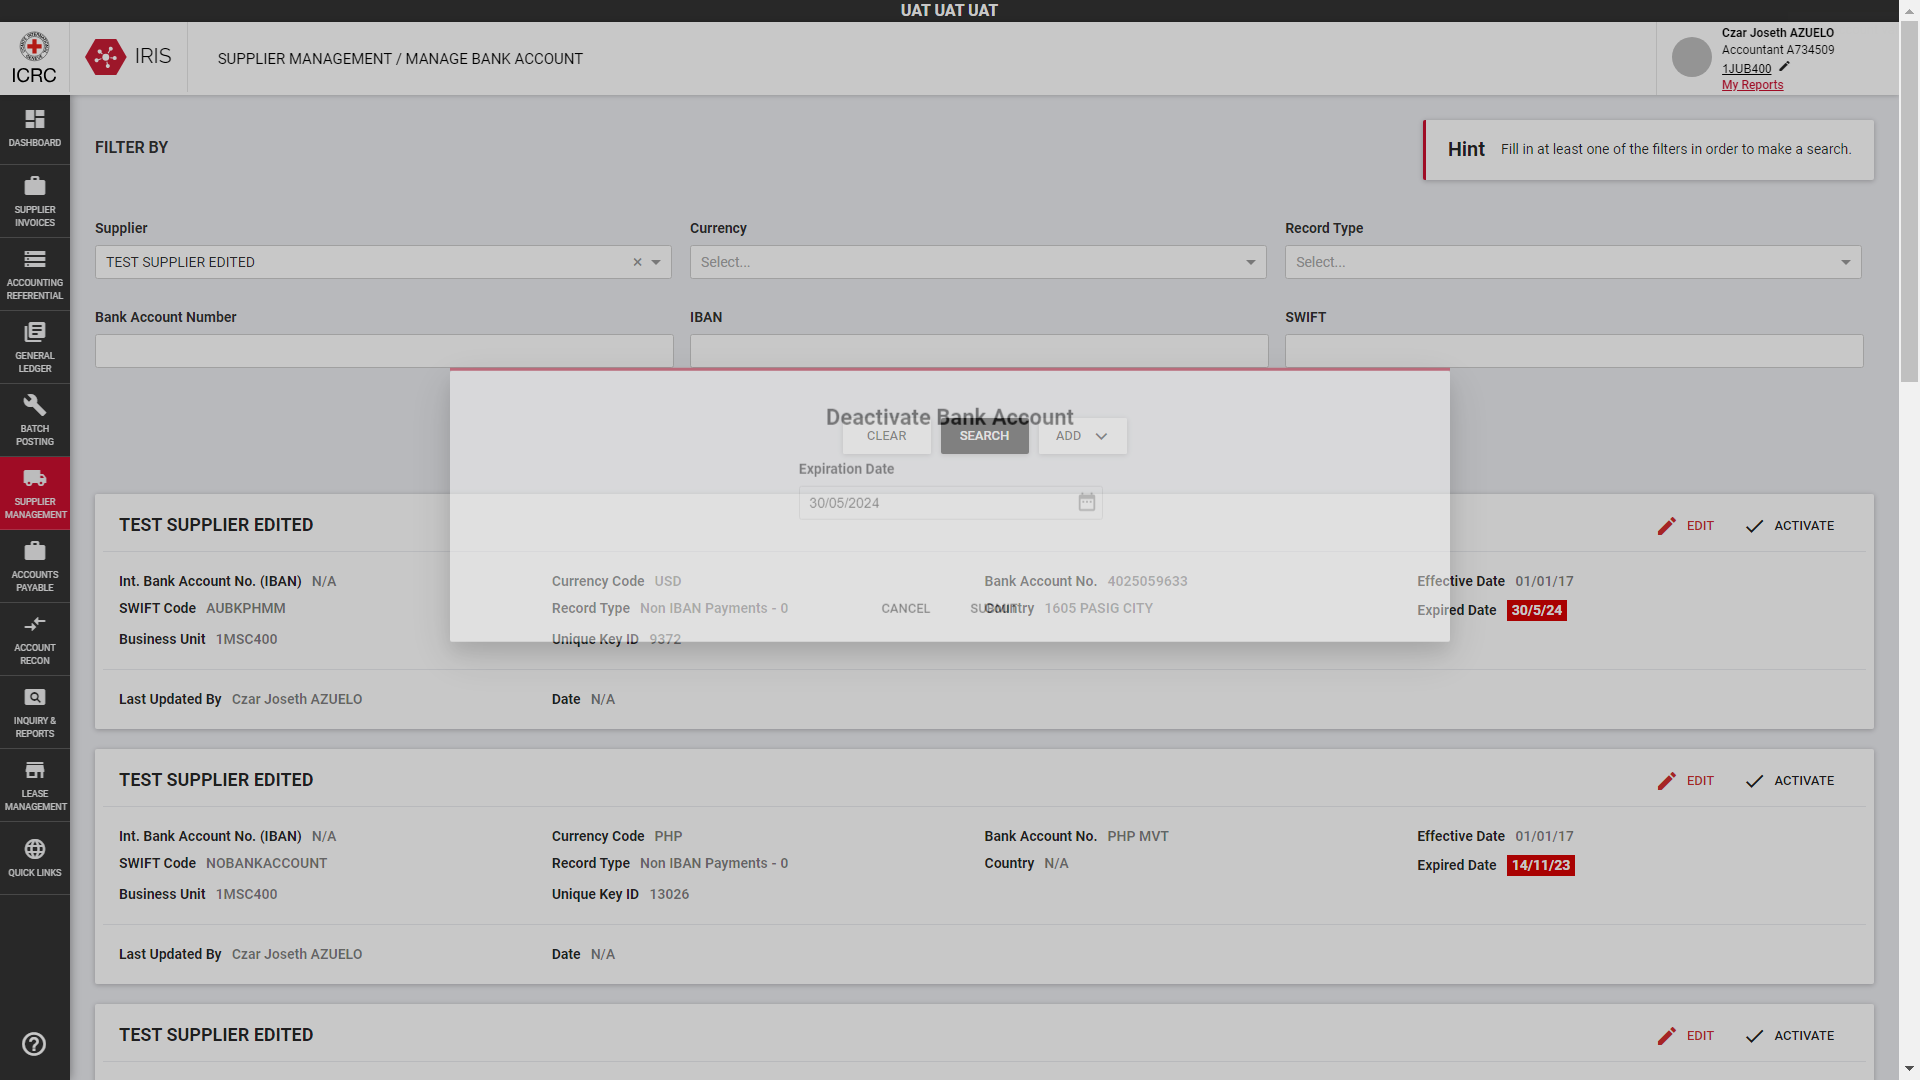 UAT UAT UAT
ICRC
IRIS
SUPPLIER MANAGEMENT / MANAGE BANK ACCOUNT
Czar Joseth AZUELO
Accountant A734509
1JUB400
My Reports
DASHBOARD
SUPPLIER
INVOICES
ACCOUNTING
REFERENTIAL
GENERAL
LEDGER
BATCH
POSTING
SUPPLIER
MANAGEMENT
ACCOUNTS
PAYABLE
ACCOUNT
RECON
INQUIRY &
REPORTS
LEASE
MANAGEMENT
QUICK LINKS
FILTER BY
Hint Fill in at least one of the filters in order to make a search.
Supplier
TEST SUPPLIER EDITED
Currency
Select...
Record Type
Select...
Bank Account Number
IBAN
SWIFT
Deactivate Bank Account
CLEAR
SEARCH
ADD
Expiration Date
30/05/2024
CANCEL
TEST SUPPLIER EDITED
EDIT
ACTIVATE
Int. Bank Account No. (IBAN) N/A
Currency Code USD
Bank Account No. 4025059633
Effective Date 01/01/17
SWIFT Code AUBKPHMM
Record Type Non IBAN Payments - 0
Country 1605 PASIG CITY
Expired Date 30/5/24
Business Unit 1MSC400
Unique Key ID 9372
Last Updated By Czar Joseth AZUELO
Date N/A
TEST SUPPLIER EDITED
EDIT
ACTIVATE
Int. Bank Account No. (IBAN) N/A
Currency Code PHP
Bank Account No. PHP MVT
Effective Date 01/01/17
SWIFT Code NOBANKACCOUNT
Record Type Non IBAN Payments - 0
Country N/A
Expired Date 14/11/23
Business Unit 1MSC400
Unique Key ID 13026
Last Updated By Czar Joseth AZUELO
Date N/A
TEST SUPPLIER EDITED
EDIT
ACTIVATE